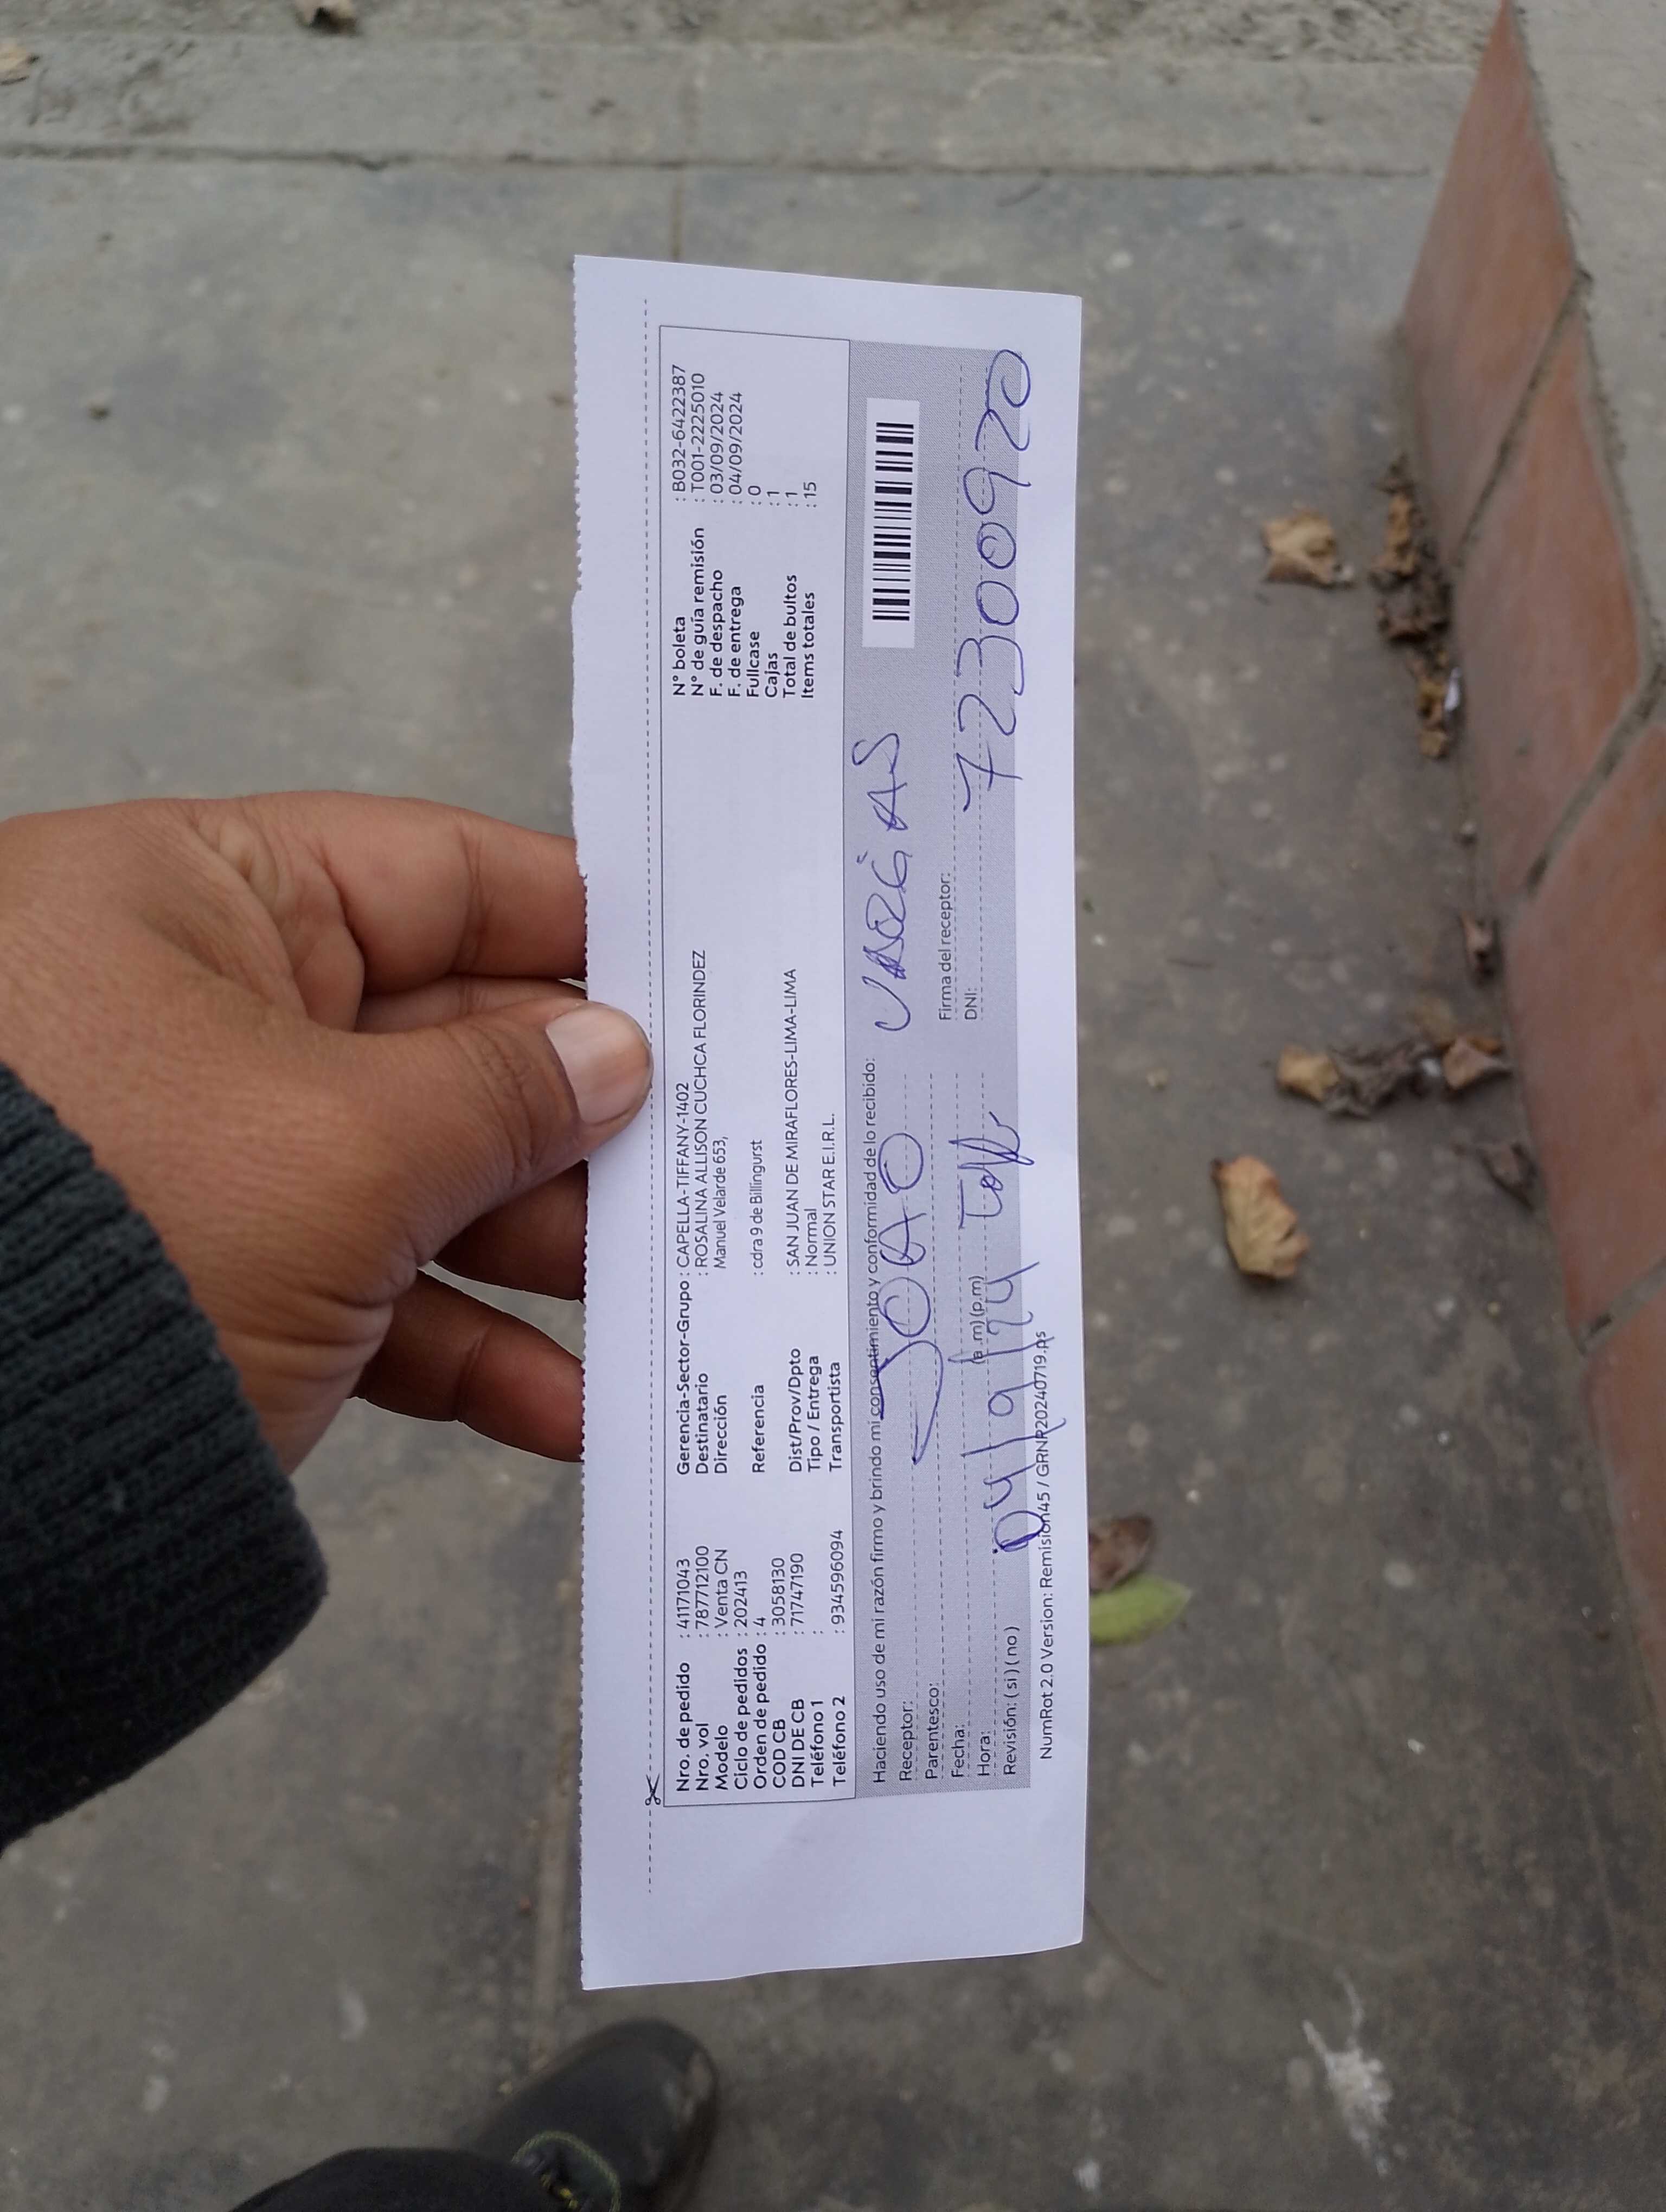 Nro. de pedido : 41171043 Gerencia-Sector-Grupo : CAPELLA-TIFFANY-1402 N° boleta : B032-6422387
Nro. vol : 787712100 Destinatario : ROSALINA ALLISON CUCHCA FLORINDEZ N° de guía remisión : T001-2225010
Modelo : Venta CN Dirección Manuel Velarde 653, F. de despacho : 03/09/2024
Ciclo de pedidos : 202413 F. de entrega : 04/09/2024
Orden de pedido : 4 Referencia : cdra 9 de Billingurst Fullcase : 0
COD CB : 3058130 Cajas : 1
DNI DE CB : 71747190 Dist/Prov/Dpto : SAN JUAN DE MIRAFLORES-LIMA-LIMA Total de bultos : 1
Teléfono 1 : Tipo / Entrega : Normal Items totales : 15
Teléfono 2 : 934596094 Transportista : UNION STAR E.I.R.L.
Haciendo uso de mi razón firmo y brindo mi consentimiento y conformidad de lo recibido:
Receptor: JOAO VARGAS
Parentesco: Firma del receptor:
Fecha: 04/9/24 DNI: 72300920
Hora: (a.m) (p.m)
Revisión: ( si ) ( no )
NumRot 2.0 Version: Remision45 / GRNR20240719.ps